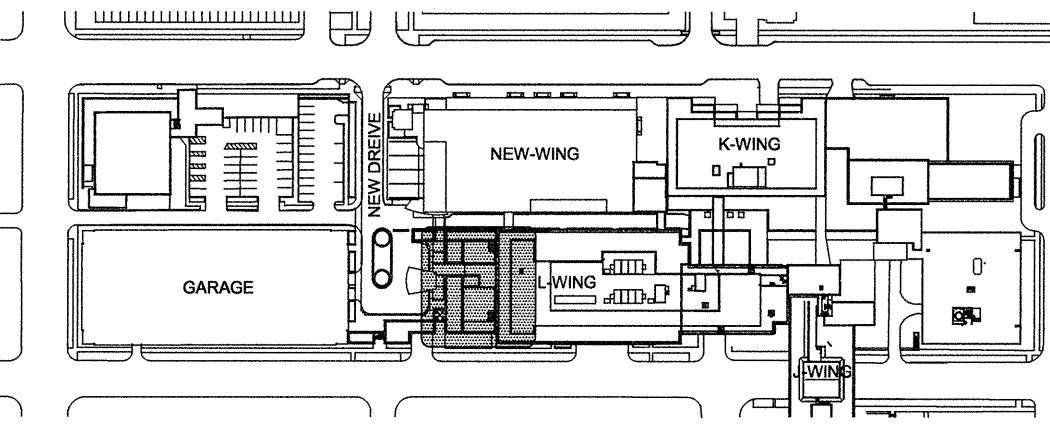 NEW DREIVE
NEW-WING
K-WING
GARAGE
L-WING
J-WING